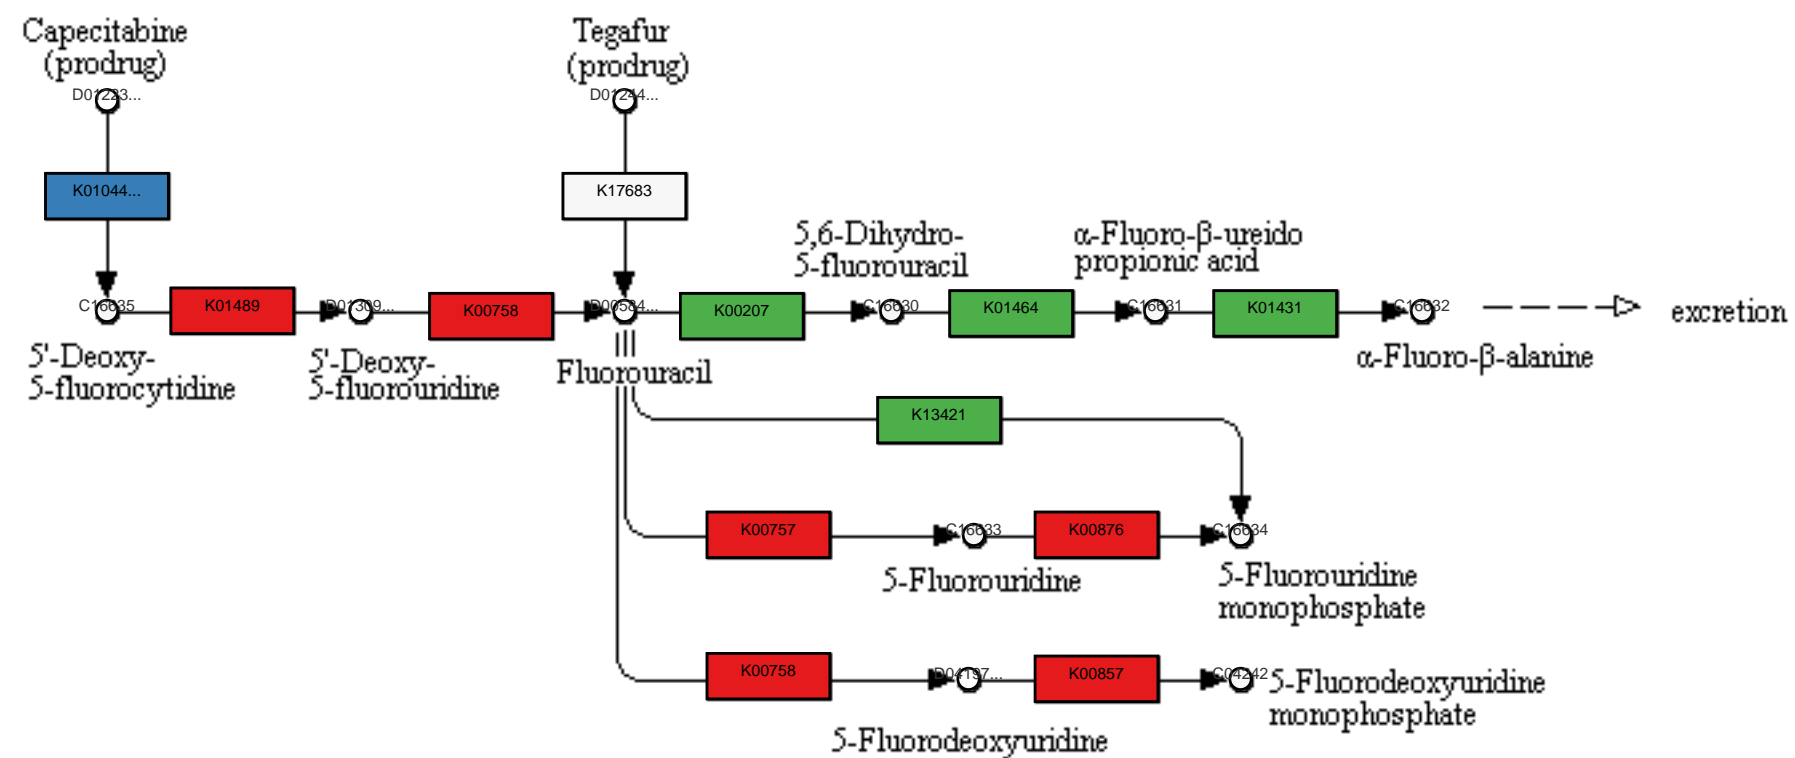 Capecitabine
(prodrug)
D01223...
Tegafur
(prodrug)
D01244...
K01044...
K17683
5,6-Dihydro-
5-fluorouracil
α-Fluoro-β-ureido
propionic acid
C16635
K01489
D01309...
K00758
D00584...
K00207
C16630
K01464
C16631
K01431
C16632
excretion
5'-Deoxy-
5-fluorocytidine
5'-Deoxy-
5-fluorouridine
Fluorouracil
α-Fluoro-β-alanine
K13421
K00757
C16633
K00876
C16634
5-Fluorouridine
5-Fluorouridine
monophosphate
K00758
D04197...
K00857
C04242
5-Fluorodeoxyuridine
monophosphate
5-Fluorodeoxyuridine